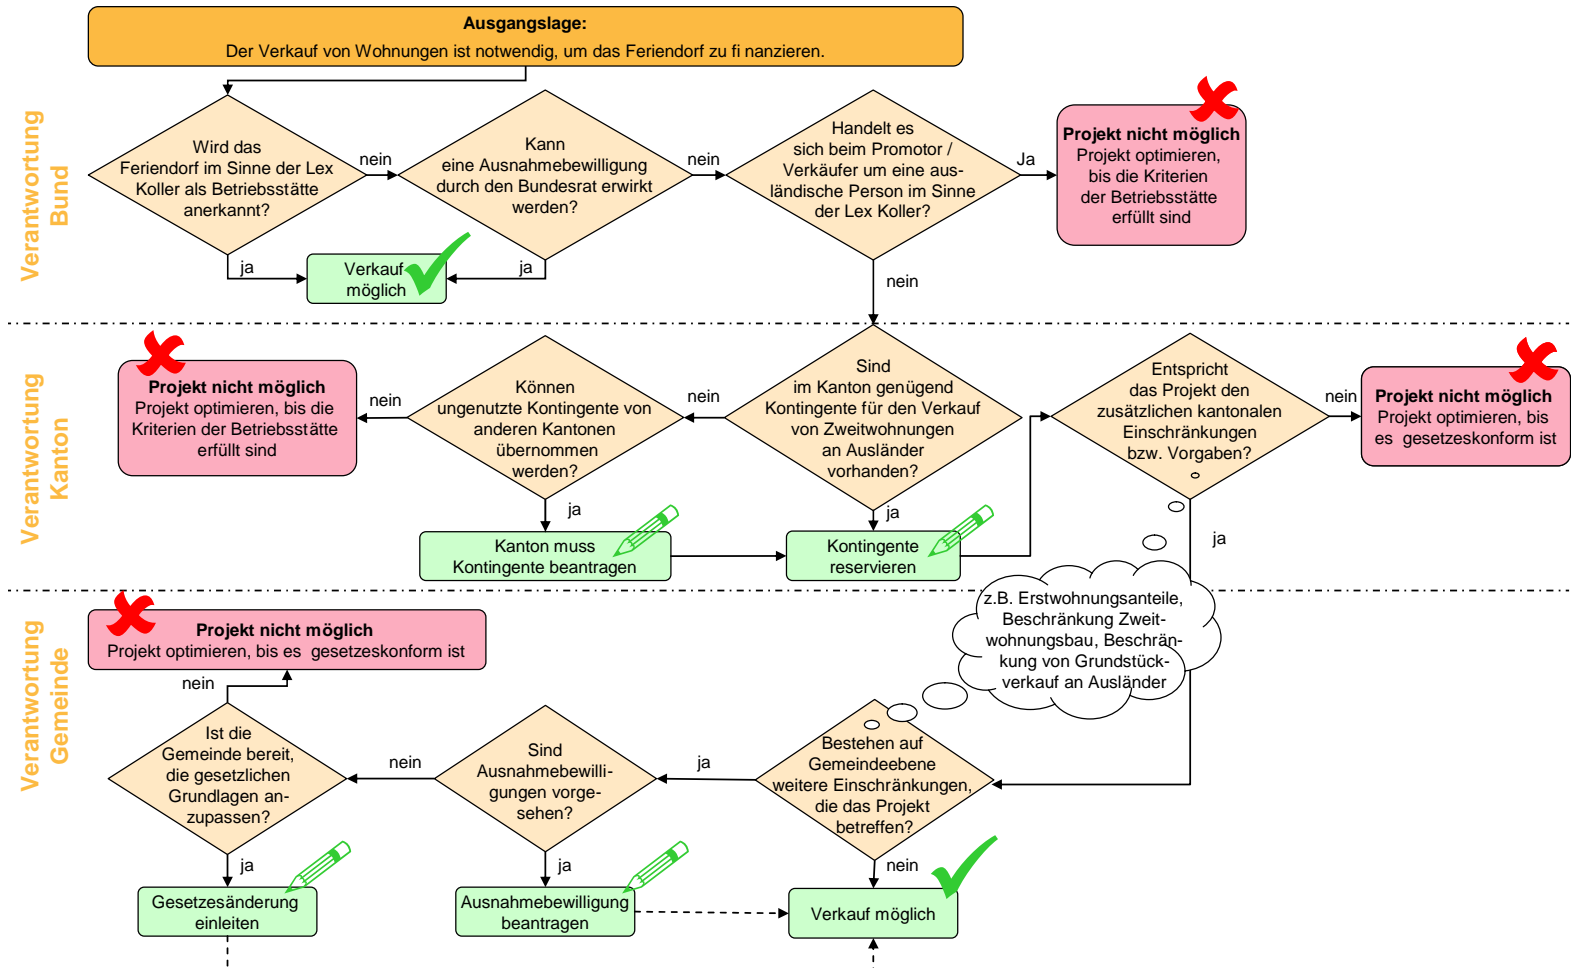 Ausgangslage:
Der Verkauf von Wohnungen ist notwendig, um das Feriendorf zu fi nanzieren.
Verantwortung
Bund
Wird das
Feriendorf im Sinne der Lex
Koller als Betriebsstätte
anerkannt?
nein
ja
Kann
eine Ausnahmebewilligung
durch den Bundesrat erwirkt
werden?
nein
ja
Verkauf
möglich
Handelt es
sich beim Promotor /
Verkäufer um eine aus-
ländische Person im Sinne
der Lex Koller?
Ja
nein
Projekt nicht möglich
Projekt optimieren,
bis die Kriterien
der Betriebsstätte
erfüllt sind
Verantwortung
Kanton
Projekt nicht möglich
Projekt optimieren, bis die
Kriterien der Betriebsstätte
erfüllt sind
nein
Können
ungenutzte Kontingente von
anderen Kantonen
übernommen
werden?
ja
nein
Sind
im Kanton genügend
Kontingente für den Verkauf
von Zweitwohnungen
an Ausländer
vorhanden?
ja
Entspricht
das Projekt den
zusätzlichen kantonalen
Einschränkungen
bzw. Vorgaben?
nein
ja
Projekt nicht möglich
Projekt optimieren, bis
es gesetzeskonform ist
Kanton muss
Kontingente beantragen
Kontingente
reservieren
z.B. Erstwohnungsanteile,
Beschränkung Zweit-
wohnungsbau, Beschrän-
kung von Grundstück-
verkauf an Ausländer
Verantwortung
Gemeinde
Projekt nicht möglich
Projekt optimieren, bis es gesetzeskonform ist
nein
Ist die
Gemeinde bereit,
die gesetzlichen
Grundlagen an-
zupassen?
ja
nein
Sind
Ausnahmebewilli-
gungen vorge-
sehen?
ja
ja
Bestehen auf
Gemeindeebene
weitere Einschränkungen,
die das Projekt
betreffen?
nein
Gesetzesänderung
einleiten
Ausnahmebewilligung
beantragen
Verkauf möglich